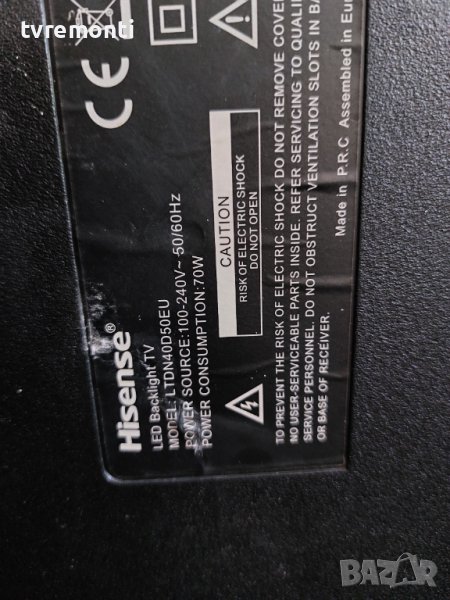 tvremonti
Hisense®
LED Backlight TV
MODEL: LTDN40D50EU
POWER SOURCE:100-240V~ 50/60Hz
POWER CONSUMPTION:70W
CE
CAUTION
RISK OF ELECTRIC SHOCK
DO NOT OPEN
TO PREVENT THE RISK OF ELECTRIC SHOCK DO NOT REMOVE COVER
NO USER-SERVICEABLE PARTS INSIDE. REFER SERVICING TO QUALIF
SERVICE PERSONNEL. DO NOT OBSTRUCT VENTILATION SLOTS IN BA
OR BASE OF RECEIVER.
Made in P.R.C Assembled in Eur
BAZAR